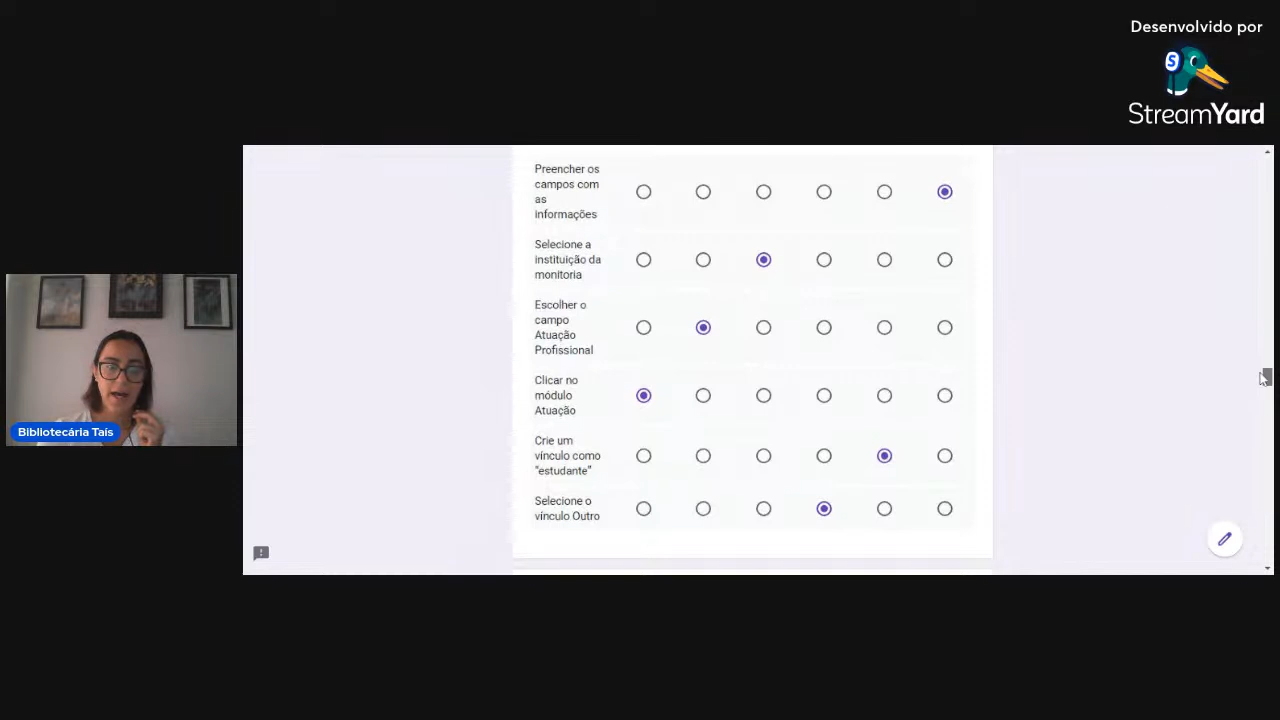 Desenvolvido por
StreamYard
Preencher os
campos com
as
informações
Selecione a
instituição da
monitoria
Escolher o
campo
Atuação
Profissional
Clicar no
módulo
Atuação
Crie um
vínculo como
"estudante"
Selecione o
vínculo Outro
Bibliotecária Taís